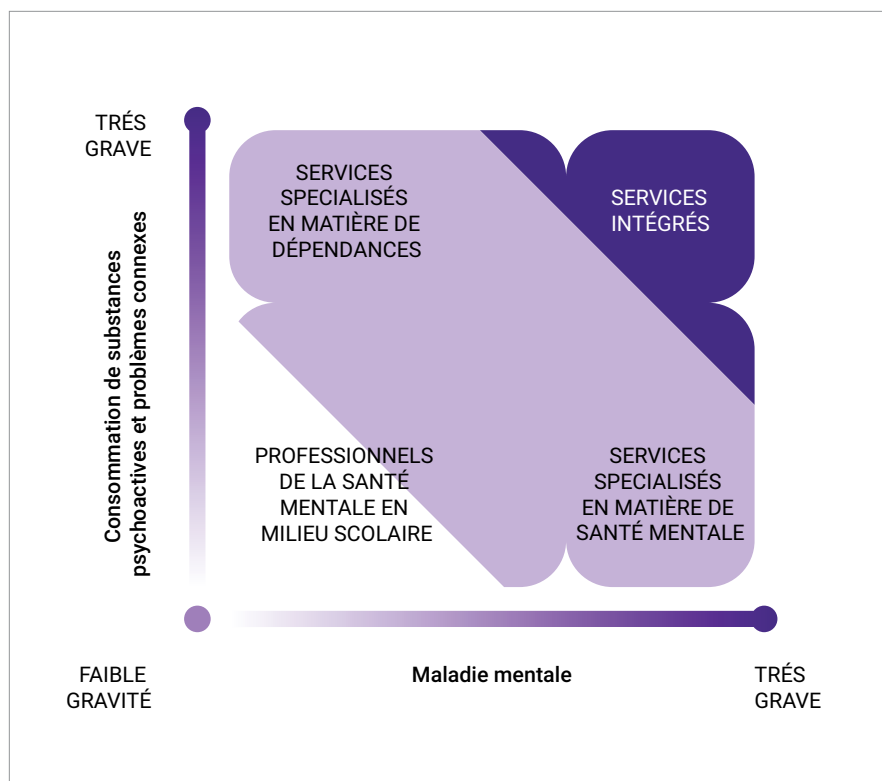 TRÉS
GRAVE
SERVICES
SPECIALISÉS
EN MATIÈRE DE
DÉPENDANCES
SERVICES
INTÉGRÉS
Consommation de substances
psychoactives et problèmes connexes
PROFESSIONNELS
DE LA SANTÉ
MENTALE EN
MILIEU SCOLAIRE
SERVICES
SPECIALISÉS
EN MATIÈRE DE
SANTÉ MENTALE
FAIBLE
GRAVITÉ
Maladie mentale
TRÉS
GRAVE